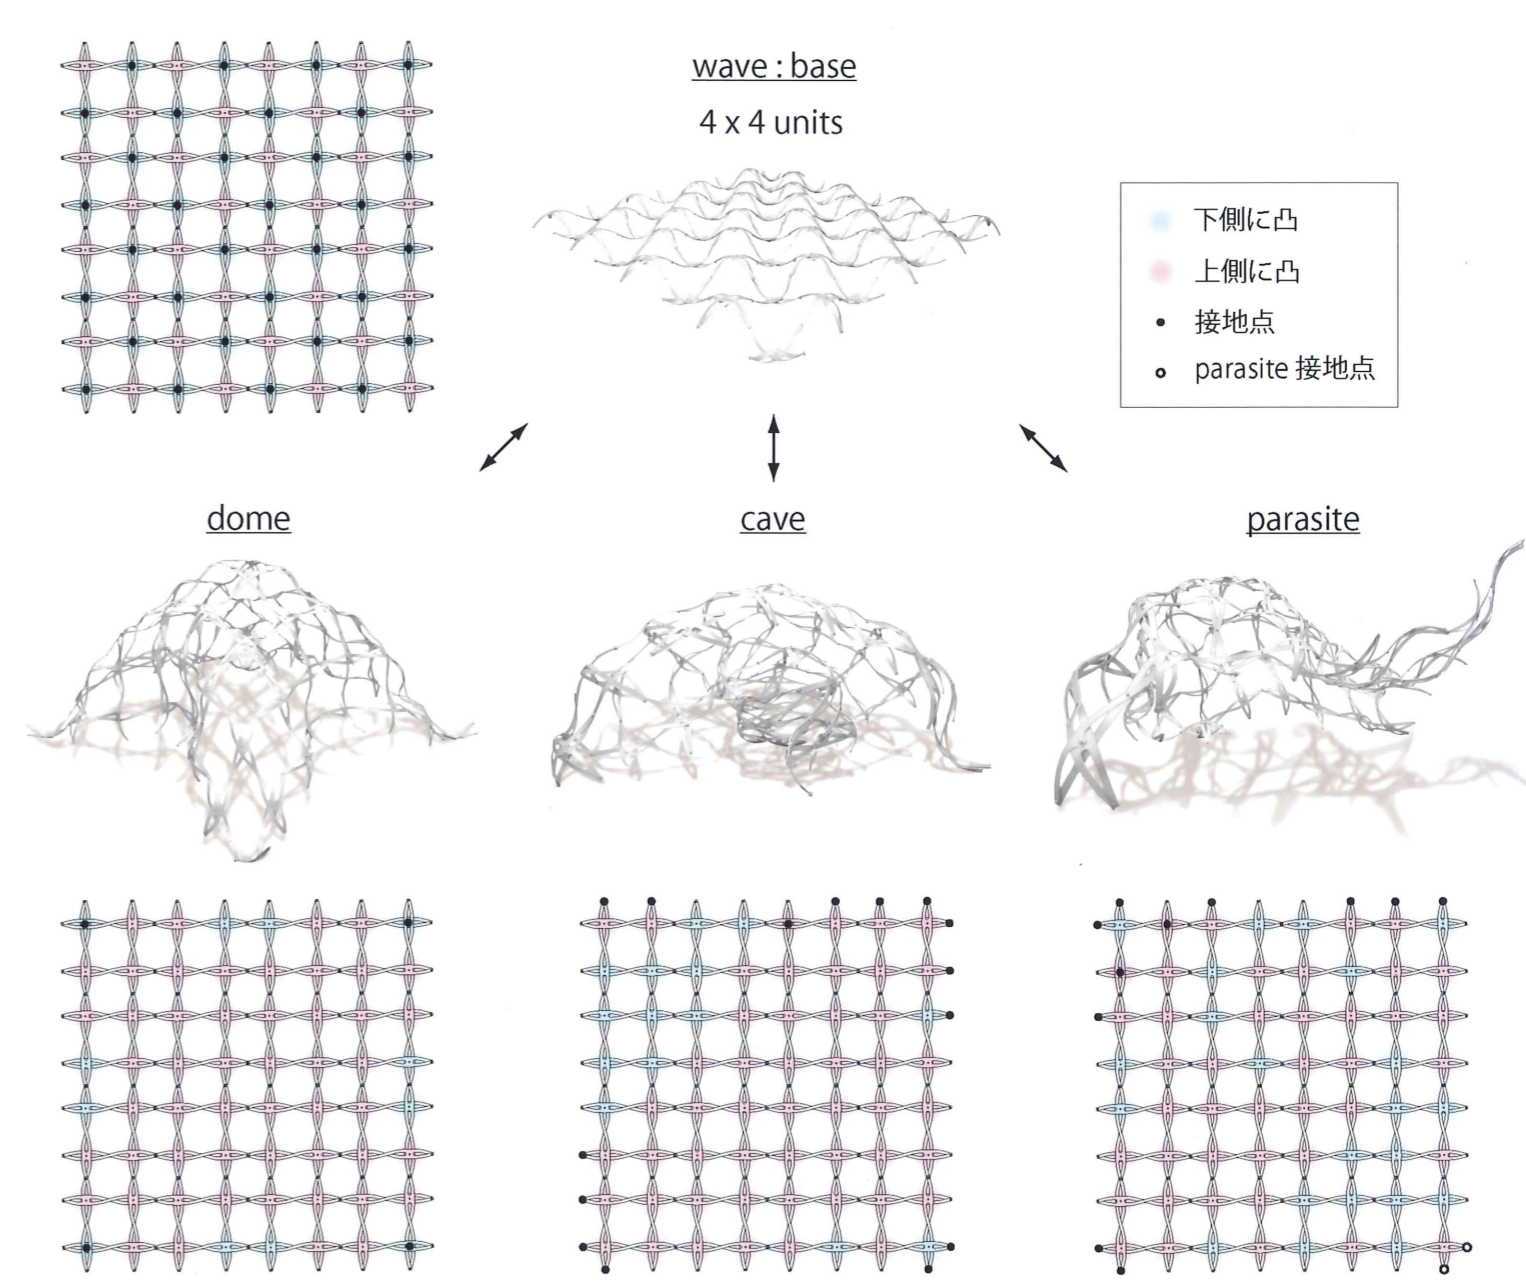 wave : base
4 x 4 units
下側に凸
上側に凸
接地点
parasite 接地点
dome
cave
parasite